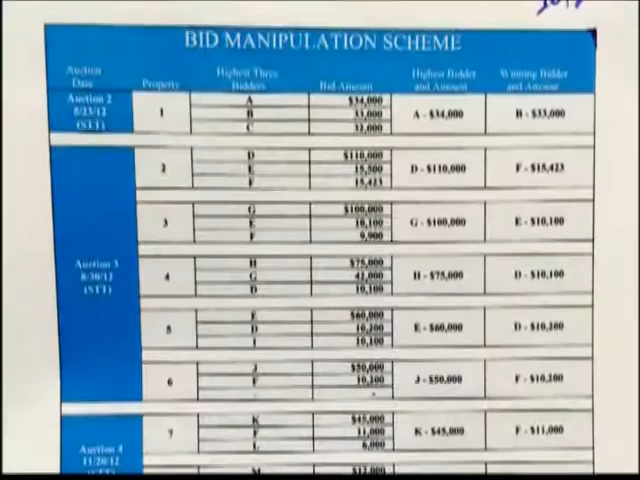 BID MANIPULATION SCHEME
Auction Date Property Highest Three Bidders Bid Amount Highest Bidder and Amount Winning Bidder and Amount
Auction 2
8/23/12
(STT)
1 A $34,000 A - $34,000 B - $33,000
B 33,000
C 32,000
Auction 3
8/30/12
(STT)
2 D $110,000 D - $110,000 F - $15,423
E 15,500
F 15,423
3 G $100,000 G - $100,000 E - $10,100
E 10,100
F 9,900
4 H $75,000 H - $75,000 D - $10,100
G 42,000
D 10,100
5 E $60,000 E - $60,000 D - $10,200
D 10,200
I 10,100
6 J $50,000 J - $50,000 F - $10,200
F 10,200
-
Auction 4
11/20/12
7 K $45,000 K - $45,000 F - $11,000
F 11,000
L 6,000
M $12,000